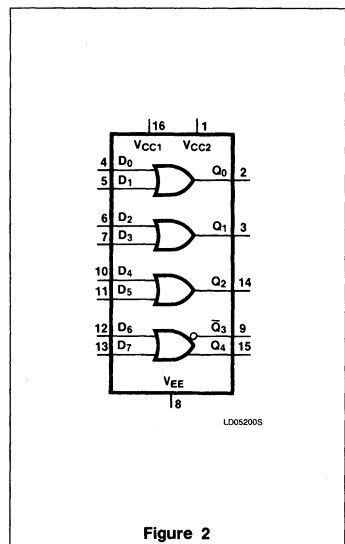 16 1
VCC1 VCC2
4 D0 Q0 2
5 D1
6 D2 Q1 3
7 D3
10 D4 Q2 14
11 D5
12 D6 Q̅3 9
13 D7 Q4 15
VEE
8
LD05200S
Figure 2